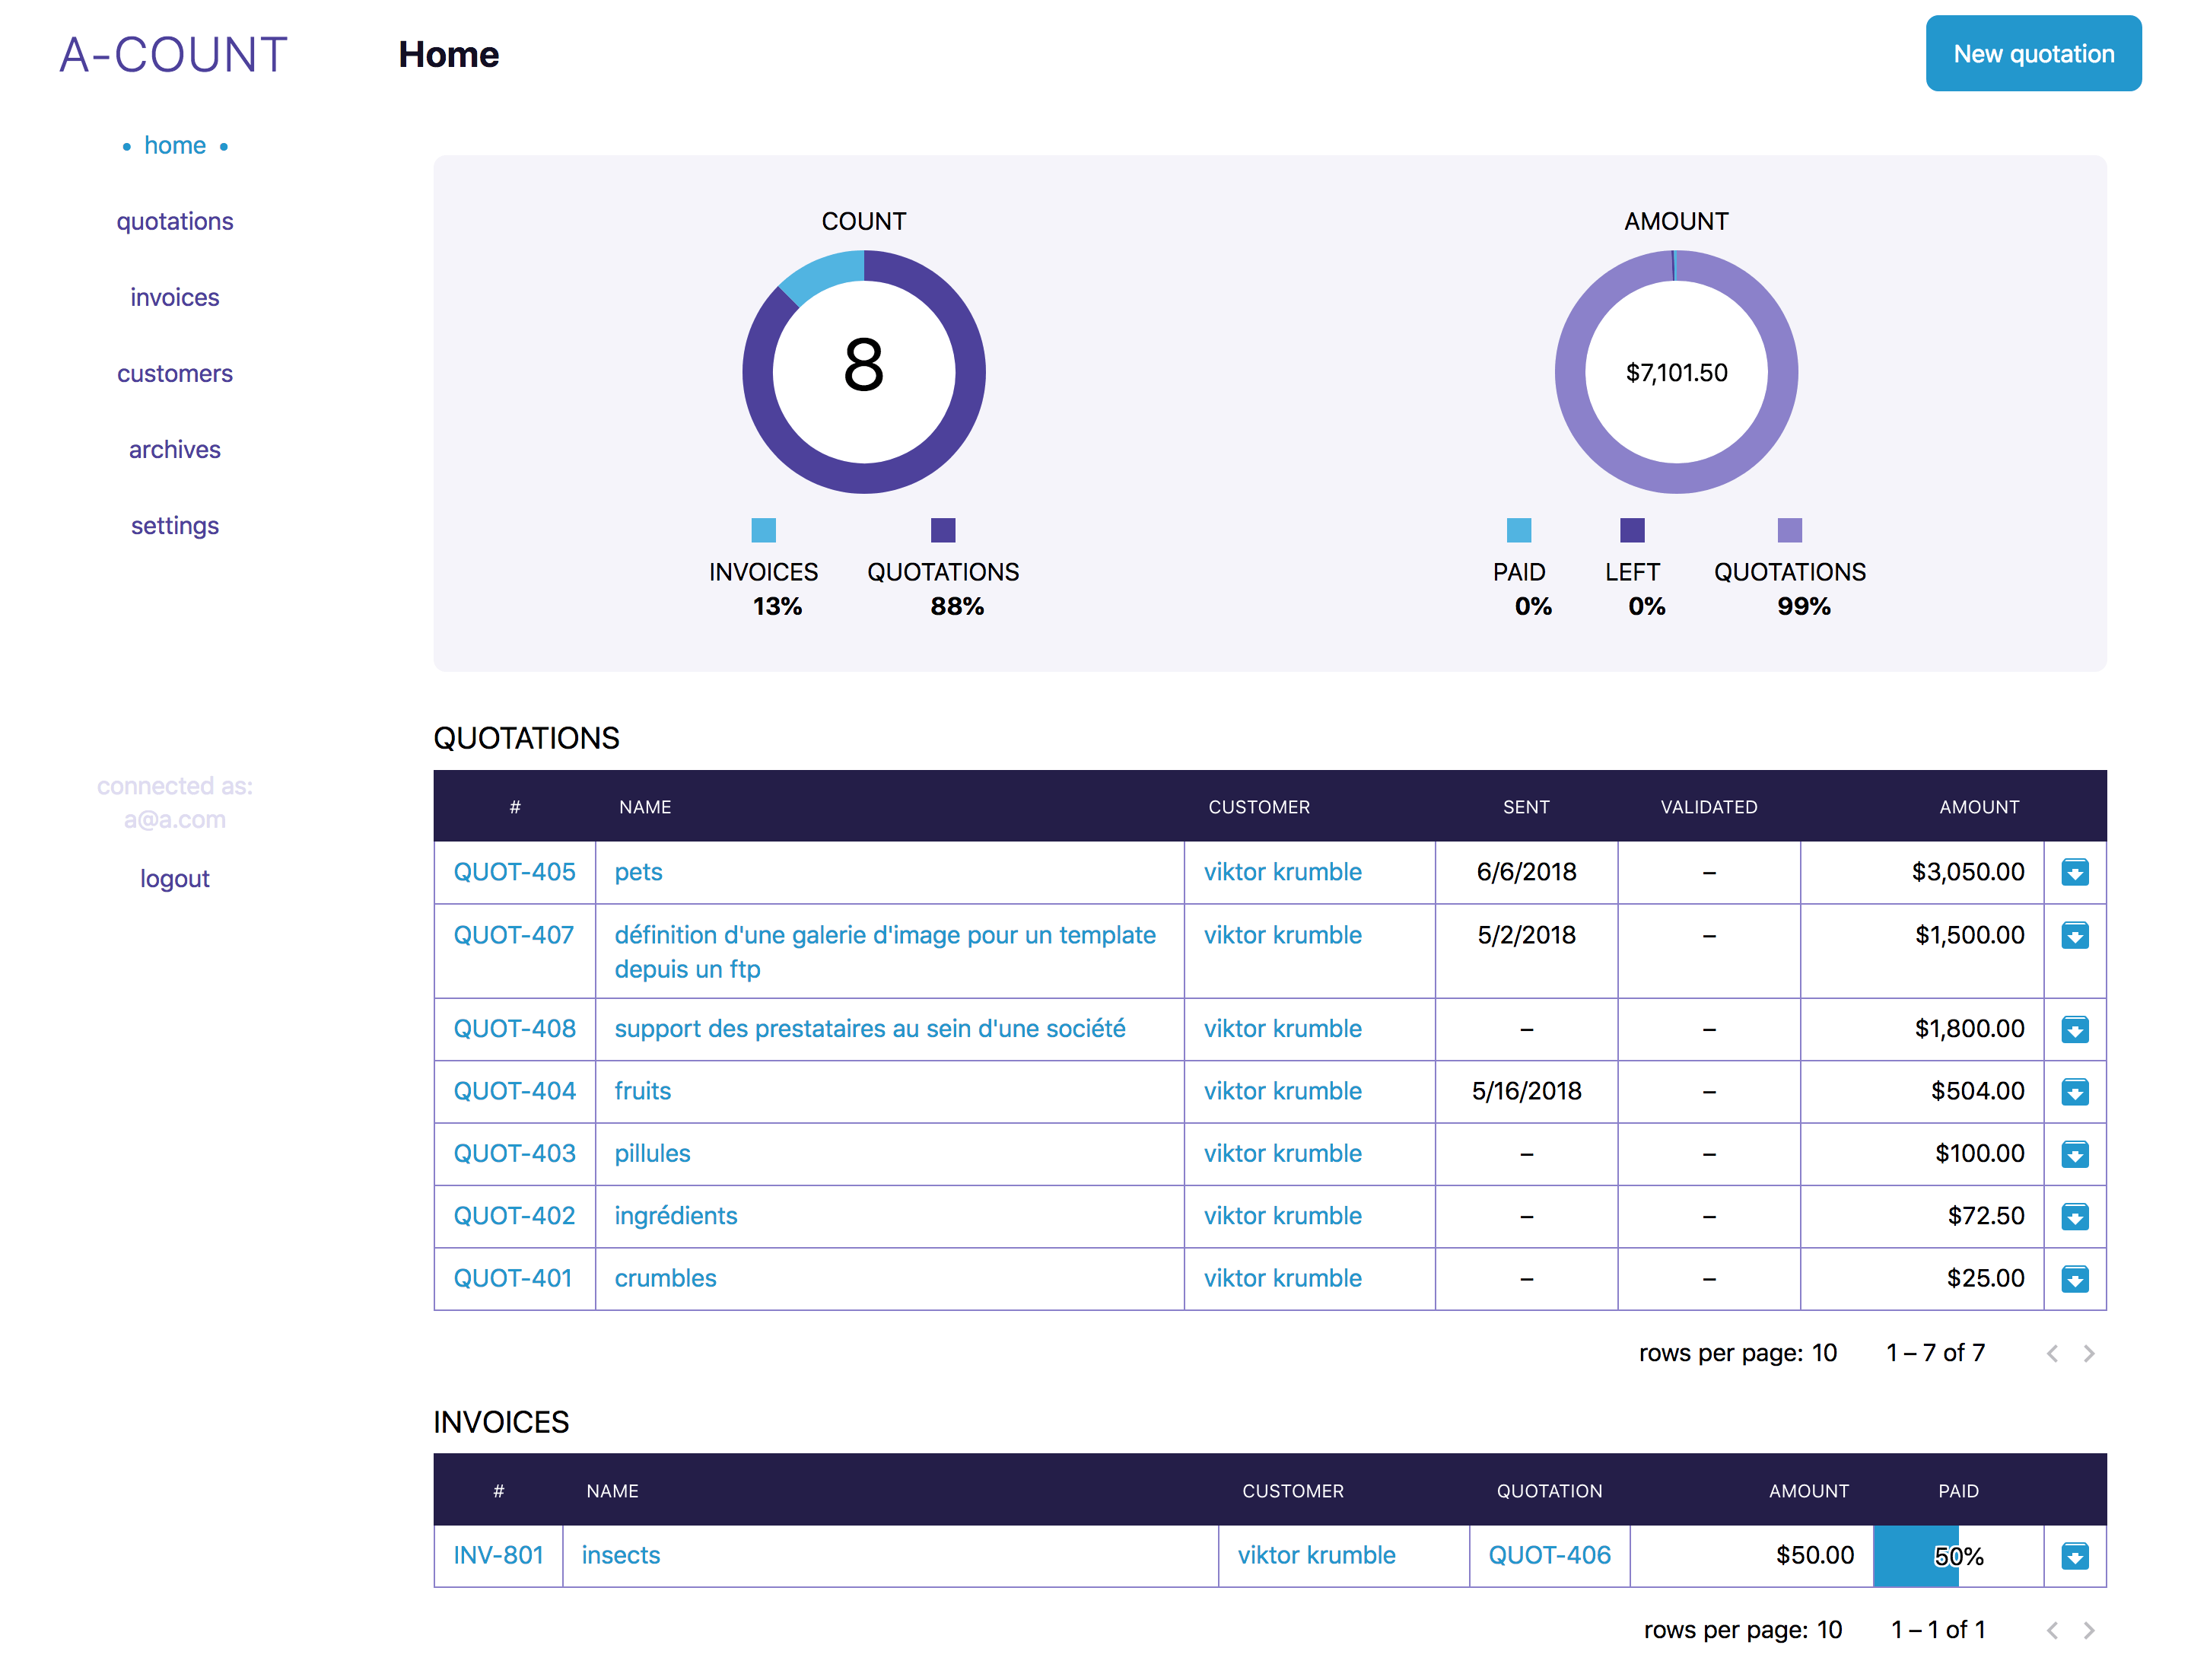 A-COUNT
Home
New quotation
• home •
quotations
invoices
customers
archives
settings
connected as:
a@a.com
logout
COUNT
8
INVOICES QUOTATIONS
13% 88%
AMOUNT
$7,101.50
PAID LEFT QUOTATIONS
0% 0% 99%
QUOTATIONS
# NAME CUSTOMER SENT VALIDATED AMOUNT
QUOT-405 pets viktor krumble 6/6/2018 – $3,050.00
QUOT-407 définition d'une galerie d'image pour un template viktor krumble 5/2/2018 – $1,500.00
depuis un ftp
QUOT-408 support des prestataires au sein d'une société viktor krumble – – $1,800.00
QUOT-404 fruits viktor krumble 5/16/2018 – $504.00
QUOT-403 pillules viktor krumble – – $100.00
QUOT-402 ingrédients viktor krumble – – $72.50
QUOT-401 crumbles viktor krumble – – $25.00
rows per page: 10 1 – 7 of 7
INVOICES
# NAME CUSTOMER QUOTATION AMOUNT PAID
INV-801 insects viktor krumble QUOT-406 $50.00 50%
rows per page: 10 1 – 1 of 1